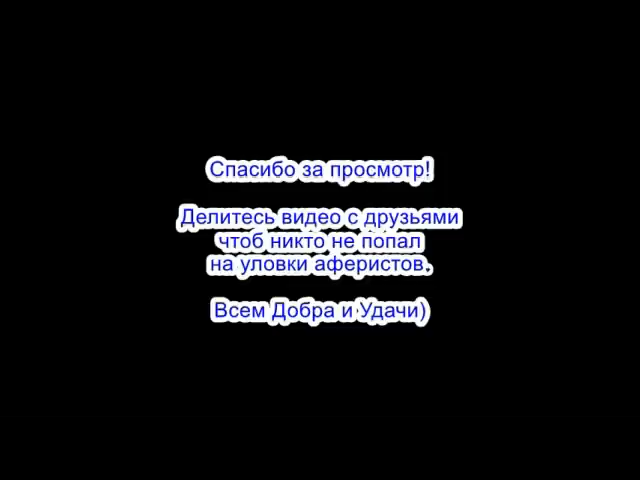 Спасибо за просмотр!
Делитесь видео с друзьями
чтоб никто не попал
на уловки аферистов.
Всем Добра и Удачи)